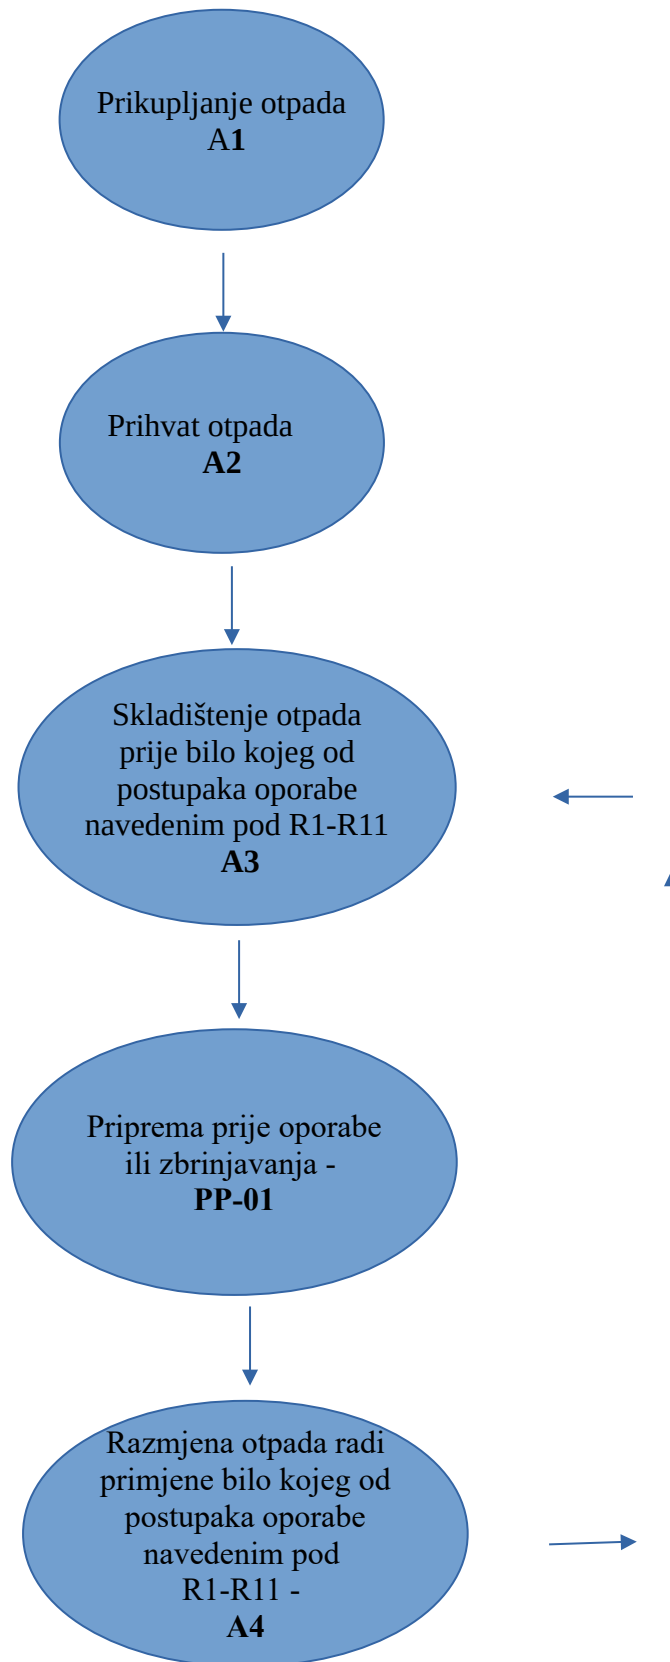 Prikupljanje otpada
A1
Prihvat otpada
A2
Skladištenje otpada
prije bilo kojeg od
postupaka oporabe
navedenim pod R1-R11
A3
Priprema prije oporabe
ili zbrinjavanja -
PP-01
Razmjena otpada radi
primjene bilo kojeg od
postupaka oporabe
navedenim pod
R1-R11 -
A4